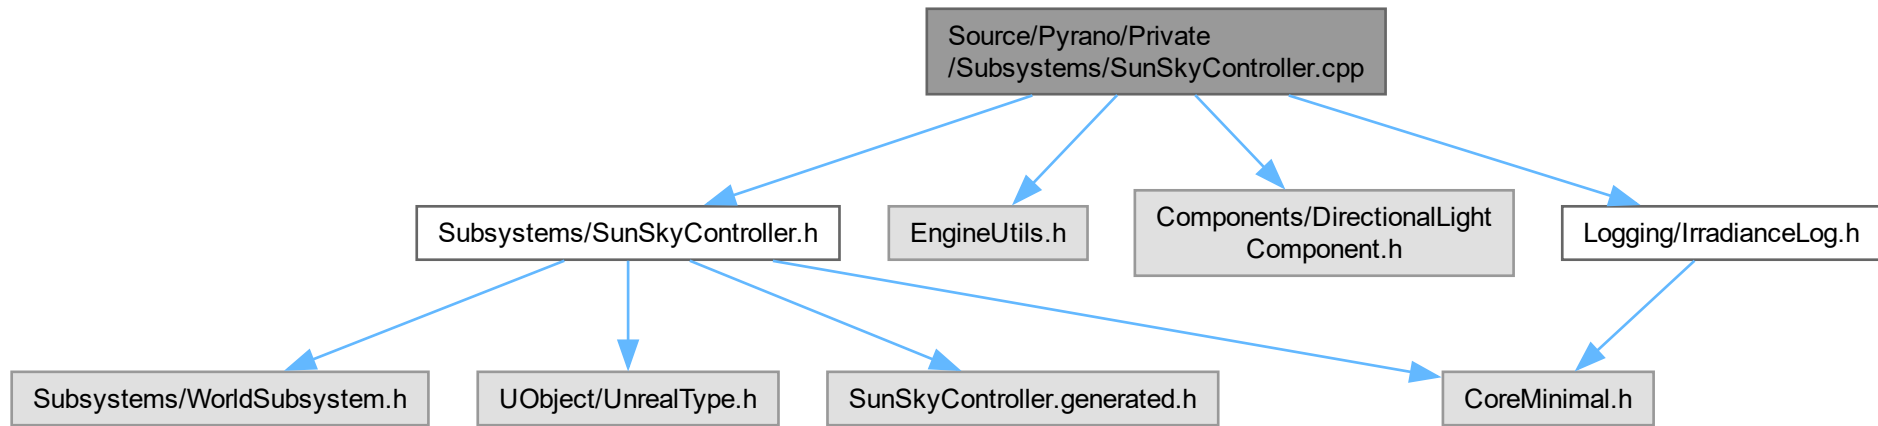 Source/Pyrano/Private
/Subsystems/SunSkyController.cpp
Subsystems/SunSkyController.h
EngineUtils.h
Components/DirectionalLight
Component.h
Logging/IrradianceLog.h
Subsystems/WorldSubsystem.h
UObject/UnrealType.h
SunSkyController.generated.h
CoreMinimal.h